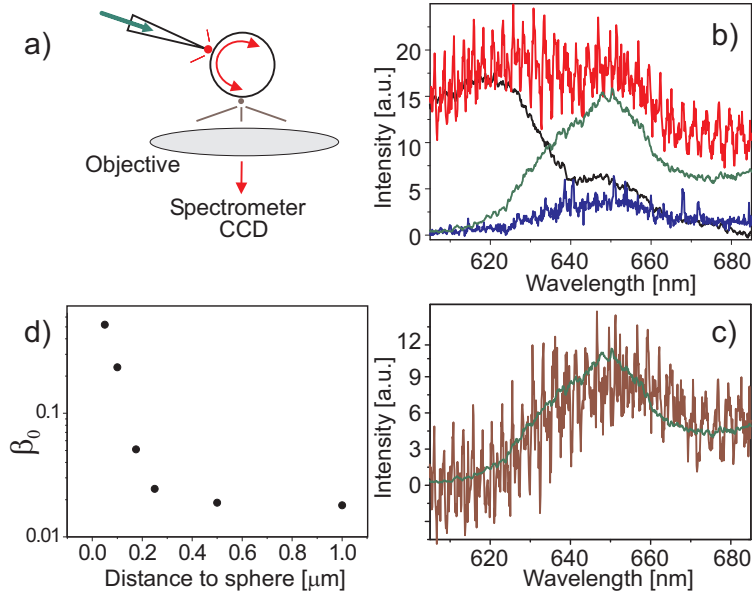 a)
Objective
Spectrometer
CCD
b)
Intensity [a.u.]
20
15
10
5
0
620 640 660 680
Wavelength [nm]
d)
β₀
0.1
0.01
0.0 0.2 0.4 0.6 0.8 1.0
Distance to sphere [μm]
c)
Intensity [a.u.]
12
9
6
3
0
620 640 660 680
Wavelength [nm]